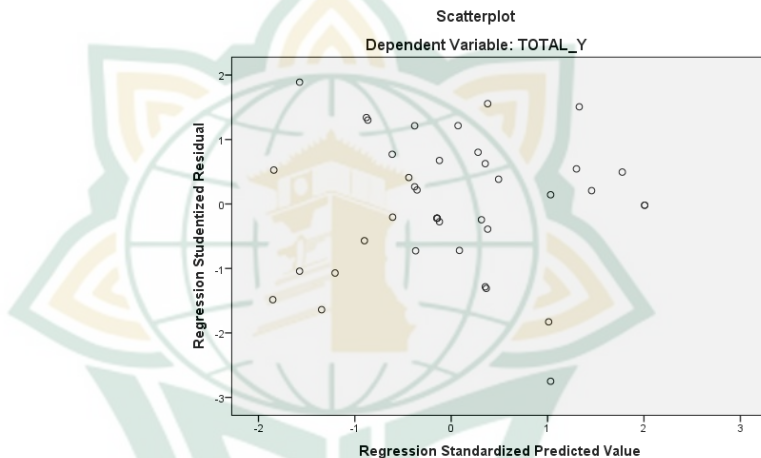 Scatterplot
Dependent Variable: TOTAL_Y
Regression Studentized Residual
2
1
0
-1
-2
-3
-2 -1 0 1 2 3
Regression Standardized Predicted Value